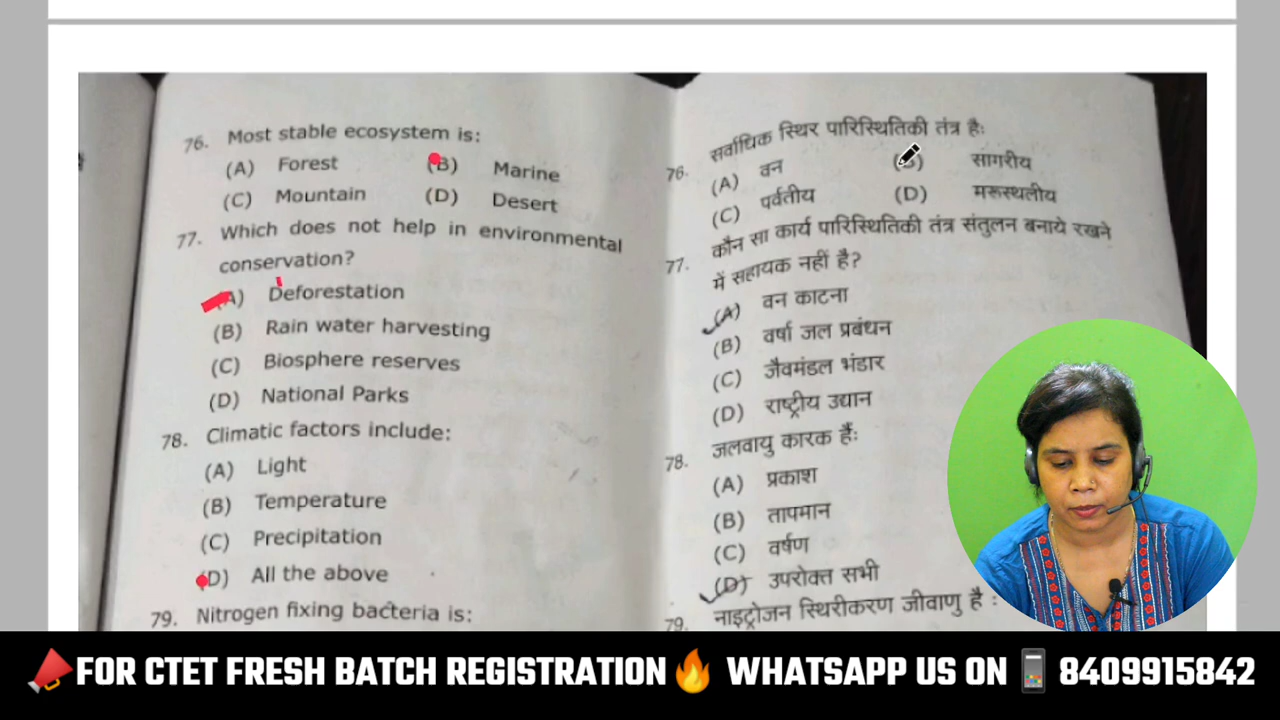 76. Most stable ecosystem is:
(A) Forest (B) Marine
(C) Mountain (D) Desert
77. Which does not help in environmental
conservation?
(A) Deforestation
(B) Rain water harvesting
(C) Biosphere reserves
(D) National Parks
78. Climatic factors include:
(A) Light
(B) Temperature
(C) Precipitation
(D) All the above
79. Nitrogen fixing bacteria is:
76. सर्वाधिक स्थिर पारिस्थितिकी तंत्र है:
(A) वन (B) सागरीय
(C) पर्वतीय (D) मरूस्थलीय
77. कौन सा कार्य पारिस्थितिकी तंत्र संतुलन बनाये रखने
में सहायक नहीं है?
(A) वन काटना
(B) वर्षा जल प्रबंधन
(C) जैवमंडल भंडार
(D) राष्ट्रीय उद्यान
78. जलवायु कारक हैं:
(A) प्रकाश
(B) तापमान
(C) वर्षण
(D) उपरोक्त सभी
79. नाइट्रोजन स्थिरीकरण जीवाणु है :
FOR CTET FRESH BATCH REGISTRATION WHATSAPP US ON 8409915842